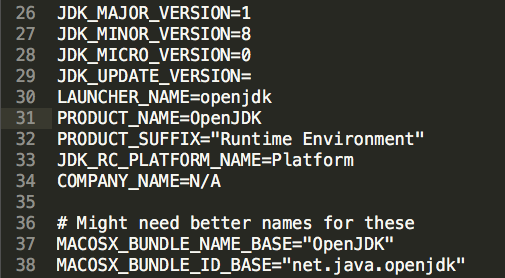 26 JDK_MAJOR_VERSION=1
27 JDK_MINOR_VERSION=8
28 JDK_MICRO_VERSION=0
29 JDK_UPDATE_VERSION=
30 LAUNCHER_NAME=openjdk
31 PRODUCT_NAME=OpenJDK
32 PRODUCT_SUFFIX="Runtime Environment"
33 JDK_RC_PLATFORM_NAME=Platform
34 COMPANY_NAME=N/A
35
36 # Might need better names for these
37 MACOSX_BUNDLE_NAME_BASE="OpenJDK"
38 MACOSX_BUNDLE_ID_BASE="net.java.openjdk"